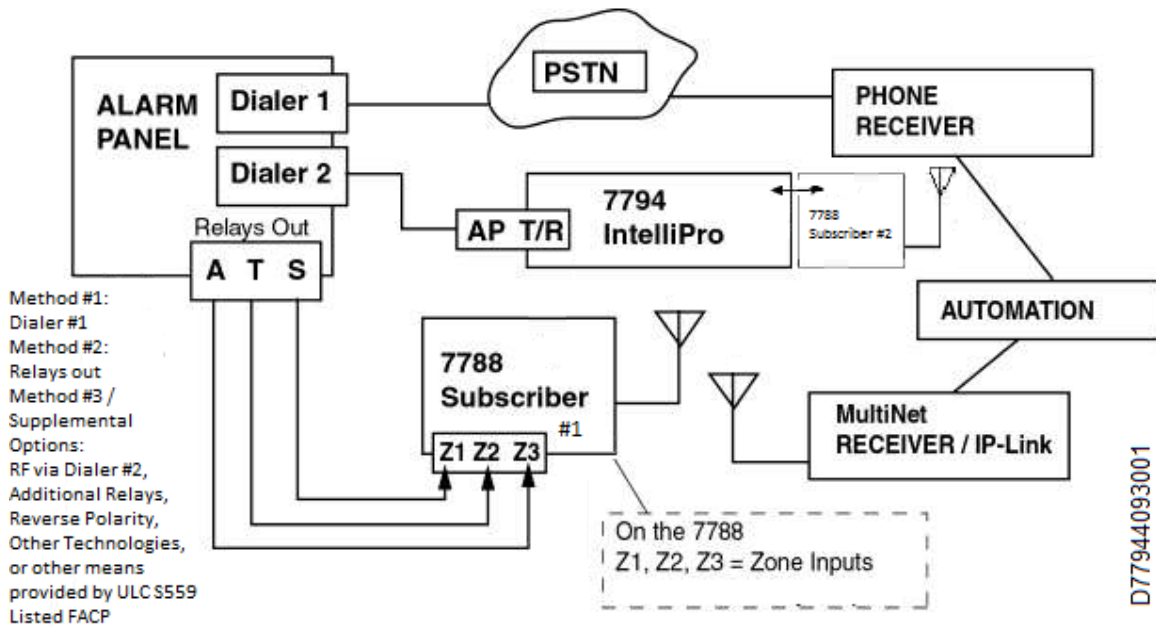 ALARM
PANEL
Dialer 1
Dialer 2
PSTN
PHONE
RECEIVER
7794
IntelliPro
AP T/R
7788
Subscriber #2
Relays Out
A T S
AUTOMATION
Method #1:
Dialer #1
Method #2:
Relays out
Method #3 /
Supplemental
Options:
RF via Dialer #2,
Additional Relays,
Reverse Polarity,
Other Technologies,
or other means
provided by ULC S559
Listed FACP
7788
Subscriber
#1
Z1 Z2 Z3
MultiNet
RECEIVER / IP-Link
On the 7788
Z1, Z2, Z3 = Zone Inputs
D77944093001